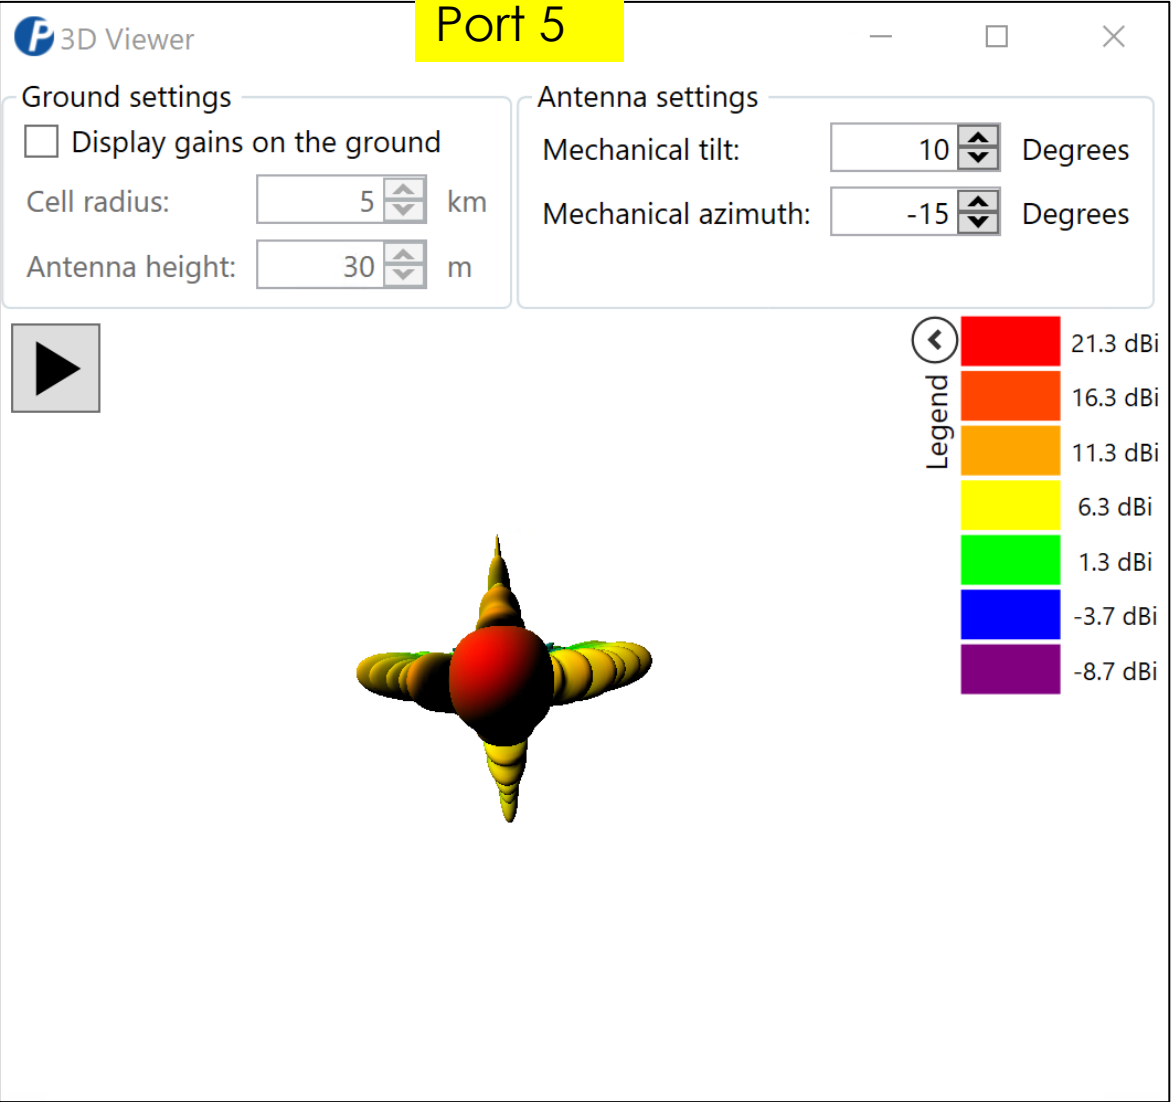 Port 5
3D Viewer
Ground settings
Display gains on the ground
Cell radius: 5 km
Antenna height: 30 m
Antenna settings
Mechanical tilt: 10 Degrees
Mechanical azimuth: -15 Degrees
Legend
21.3 dBi
16.3 dBi
11.3 dBi
6.3 dBi
1.3 dBi
-3.7 dBi
-8.7 dBi